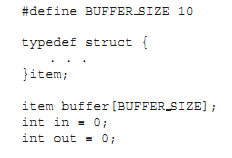 #define BUFFER_SIZE 10
typedef struct {
. . .
}item;
item buffer[BUFFER_SIZE];
int in = 0;
int out = 0;